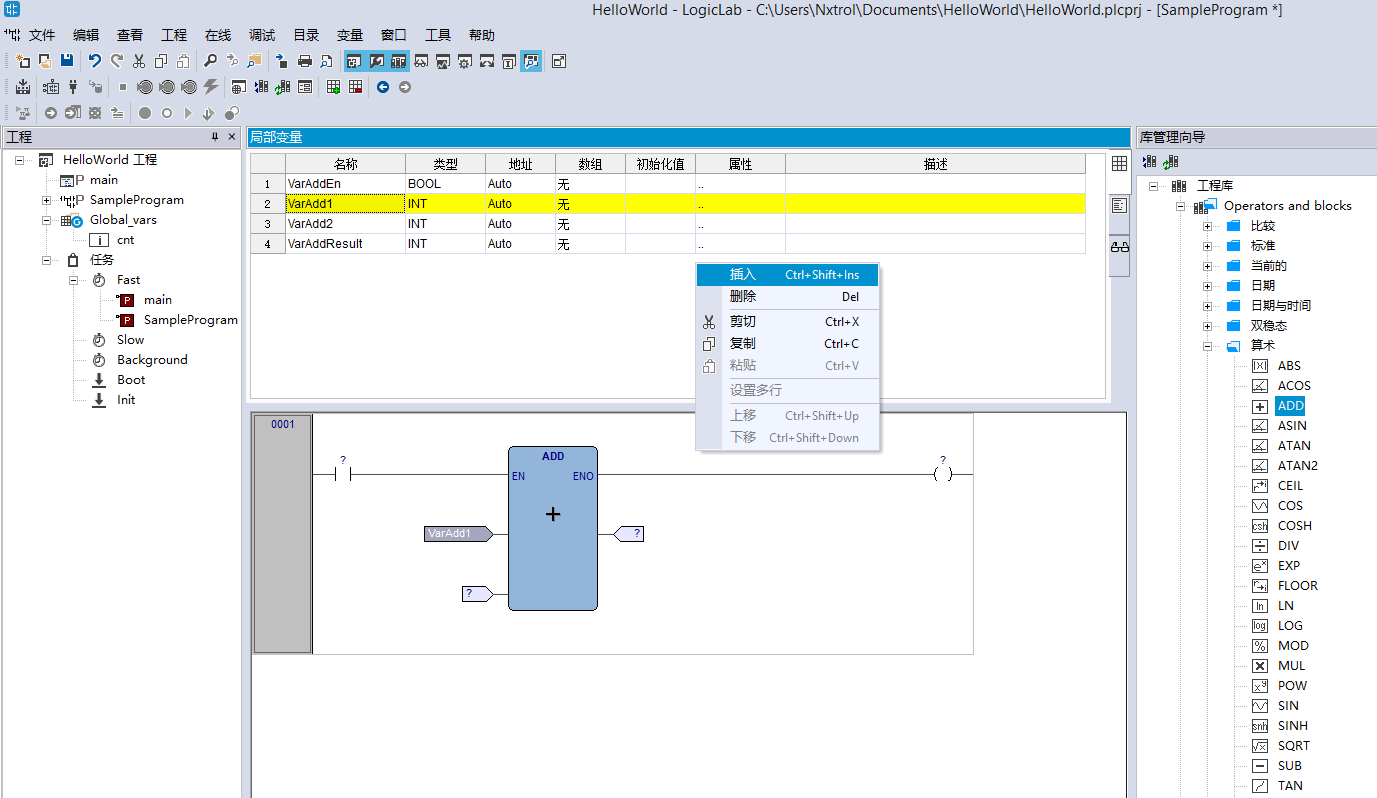 HelloWorld - LogicLab - C:\Users\Nxtrol\Documents\HelloWorld\HelloWorld.plcprj - [SampleProgram *]
文件 编辑 查看 工程 在线 调试 目录 变量 窗口 工具 帮助
工程
HelloWorld 工程
main
SampleProgram
Global_vars
cnt
任务
Fast
main
SampleProgram
Slow
Background
Boot
Init
局部变量
名称 类型 地址 数组 初始化值 属性 描述
1 VarAddEn BOOL Auto 无 ..
2 VarAdd1 INT Auto 无 ..
3 VarAdd2 INT Auto 无 ..
4 VarAddResult INT Auto 无 ..
插入 Ctrl+Shift+Ins
删除 Del
剪切 Ctrl+X
复制 Ctrl+C
粘贴 Ctrl+V
设置多行
上移 Ctrl+Shift+Up
下移 Ctrl+Shift+Down
0001
?
ADD
?
EN ENO
+
VarAdd1
?
?
库管理向导
工程库
Operators and blocks
比较
标准
当前的
日期
日期与时间
双稳态
算术
ABS
ACOS
ADD
ASIN
ATAN
ATAN2
CEIL
COS
csh COSH
DIV
EXP
FLOOR
ln LN
log LOG
% MOD
MUL
POW
SIN
snh SINH
SQRT
SUB
TAN